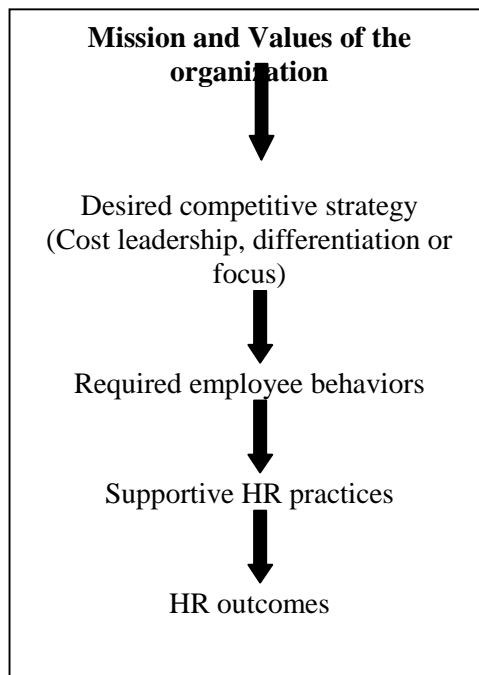 Mission and Values of the
organization
Desired competitive strategy
(Cost leadership, differentiation or
focus)
Required employee behaviors
Supportive HR practices
HR outcomes